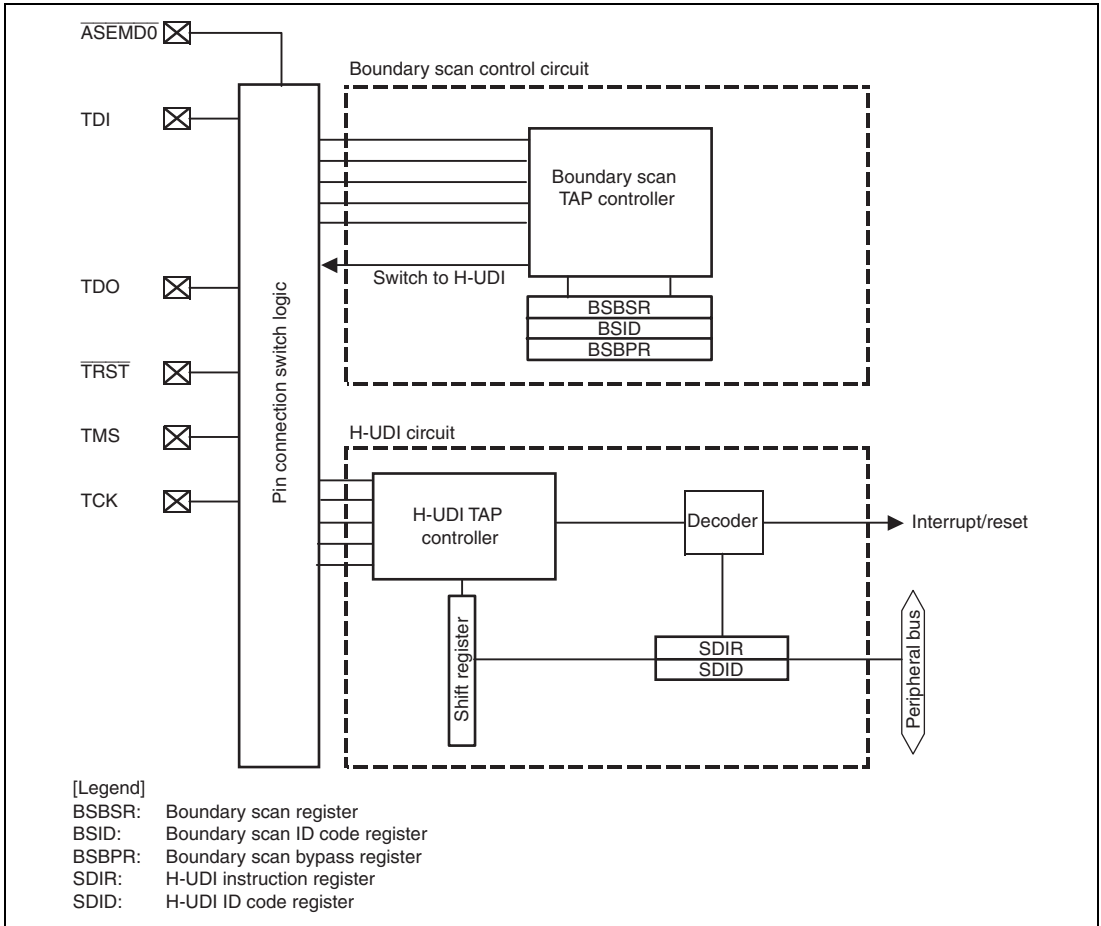 ASEMD0
Boundary scan control circuit
TDI
Boundary scan
TAP controller
Switch to H-UDI
TDO
BSBSR
BSID
BSBPR
Pin connection switch logic
TRST
TMS
H-UDI circuit
TCK
H-UDI TAP
controller
Decoder
Interrupt/reset
Shift register
SDIR
SDID
Peripheral bus
[Legend]
BSBSR: Boundary scan register
BSID: Boundary scan ID code register
BSBPR: Boundary scan bypass register
SDIR: H-UDI instruction register
SDID: H-UDI ID code register